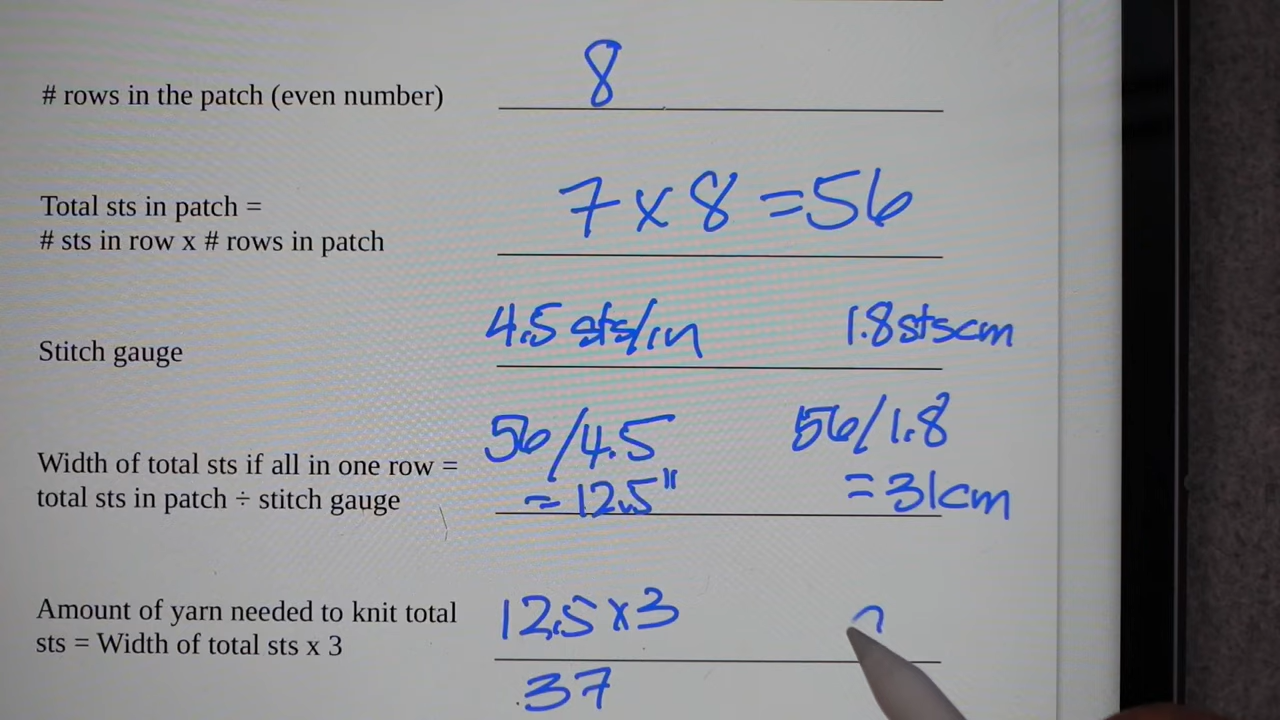 # rows in the patch (even number) 8
Total sts in patch = 7 x 8 = 56
# sts in row x # rows in patch
Stitch gauge 4.5 sts/in 1.8sts cm
56/4.5 56/1.8
Width of total sts if all in one row =
total sts in patch ÷ stitch gauge = 12.5" = 31cm
Amount of yarn needed to knit total 12.5 x 3
sts = Width of total sts x 3
37